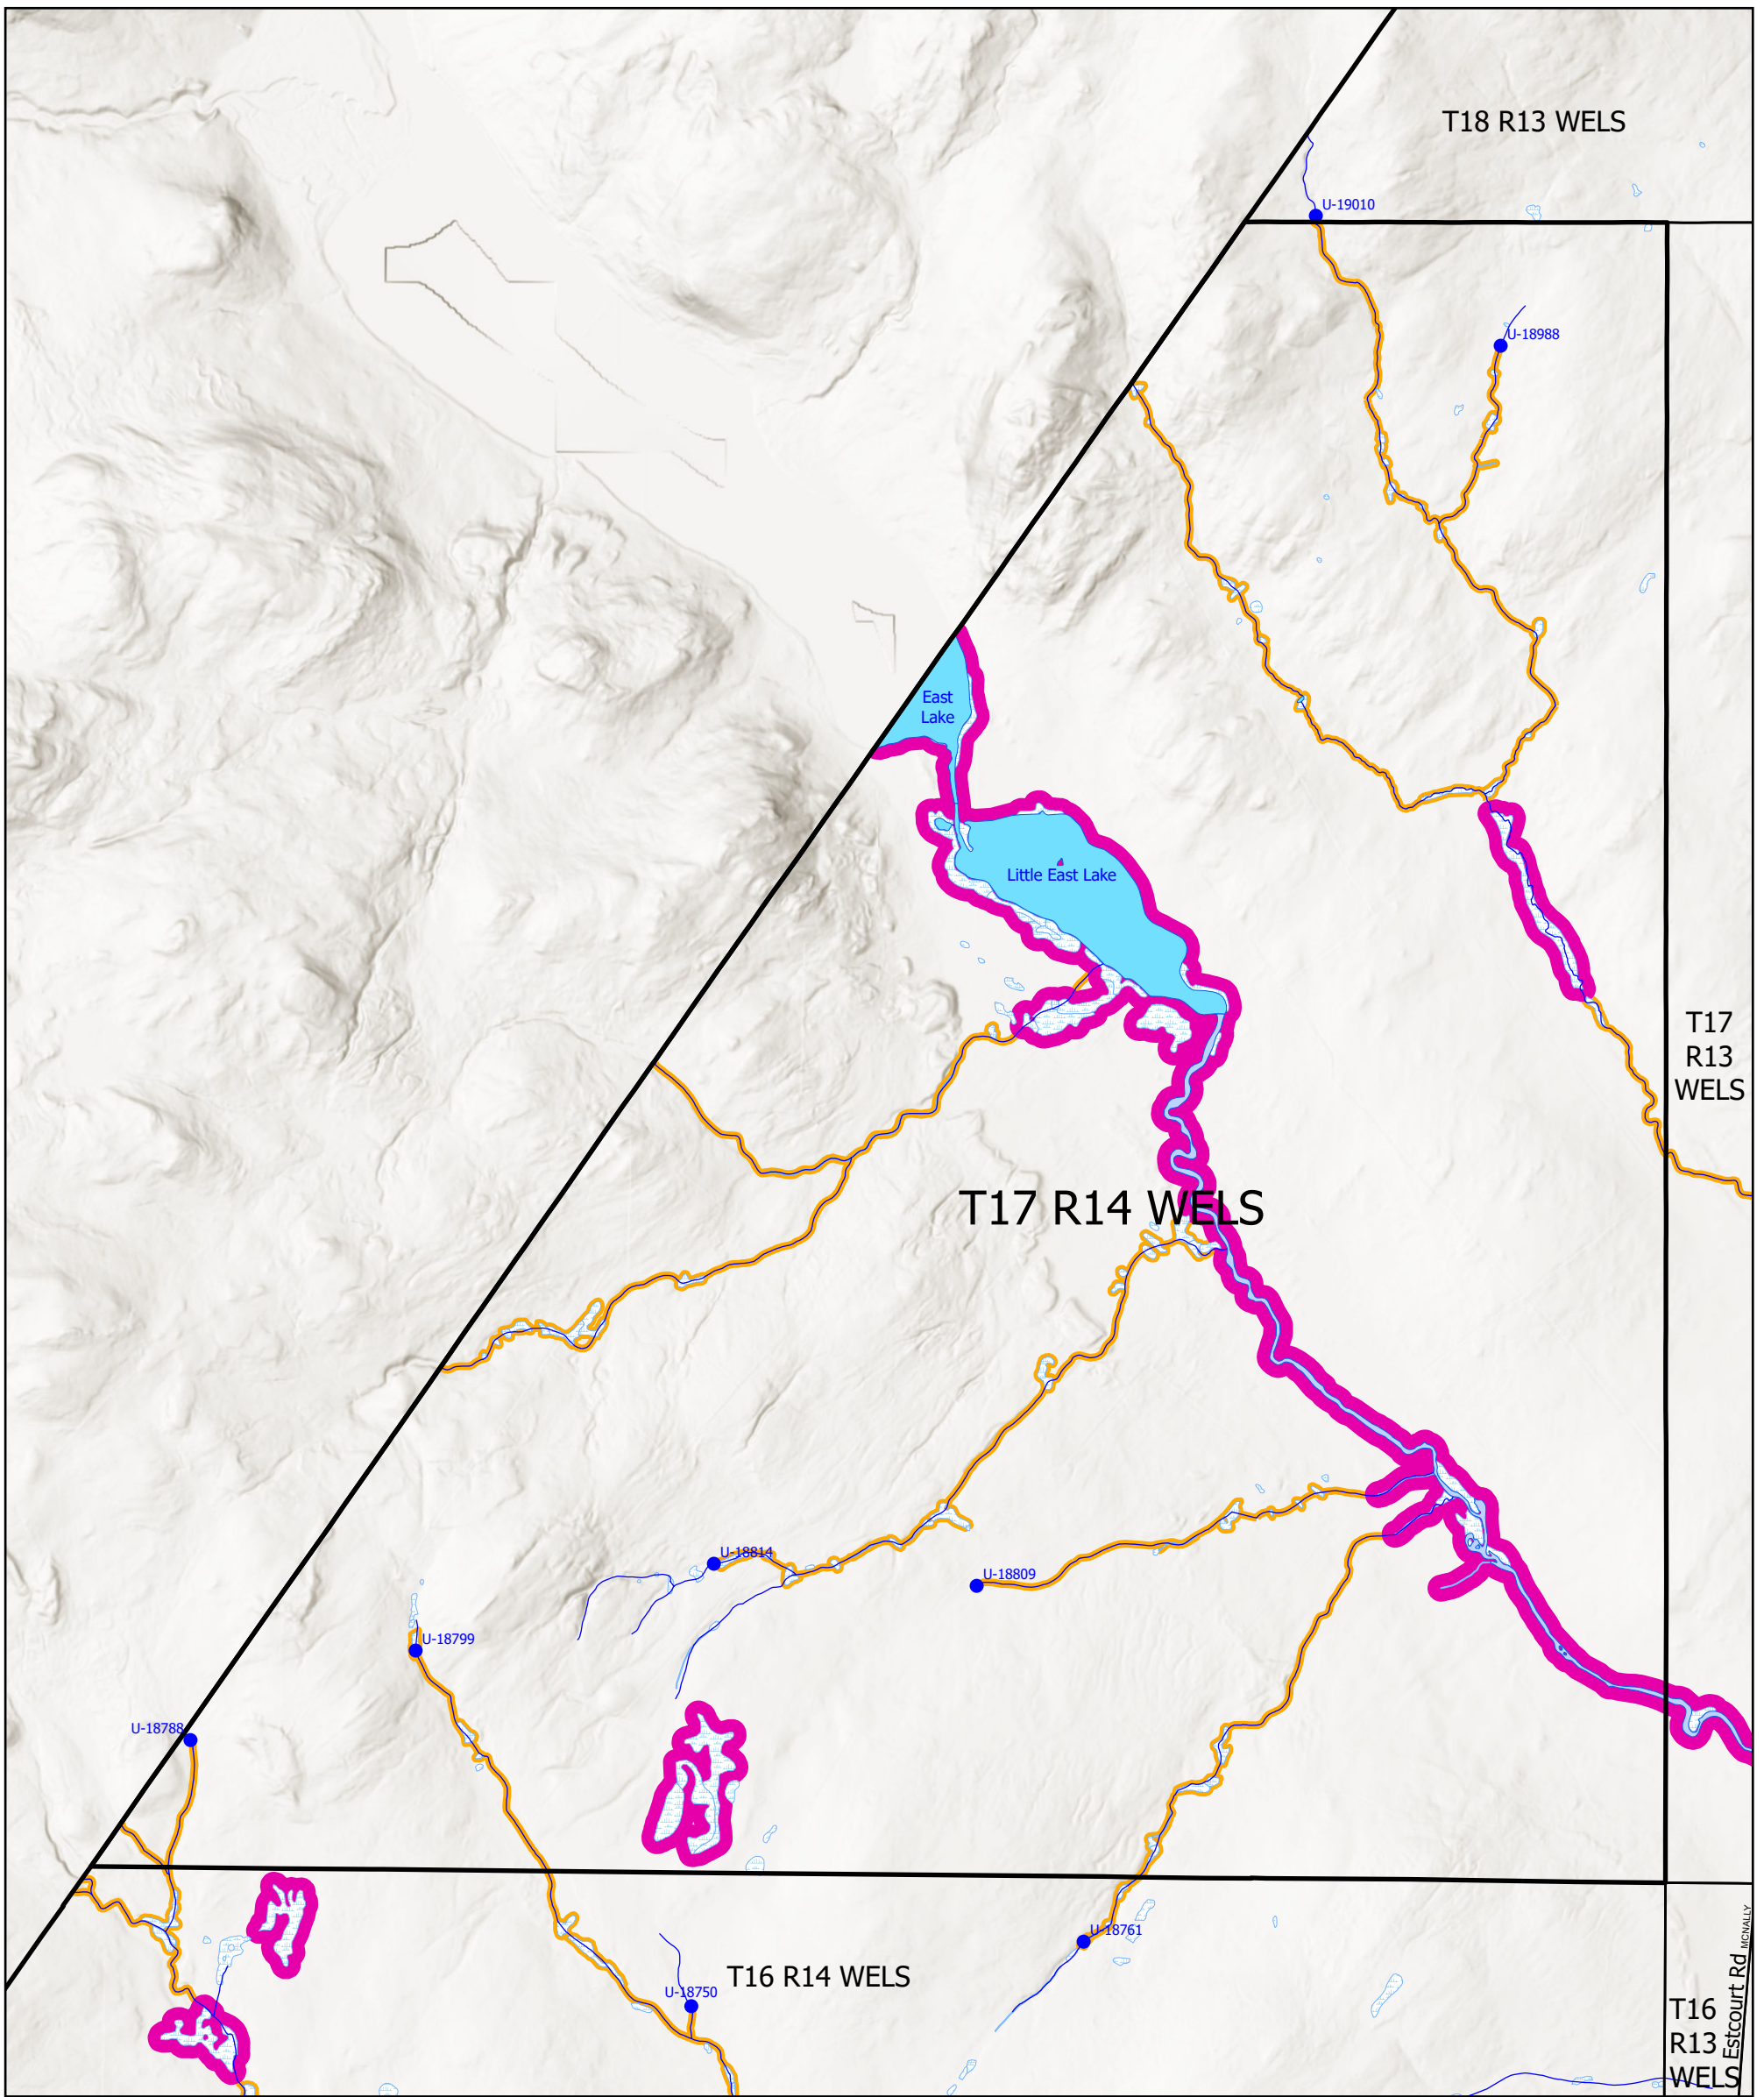 T18 R13 WELS
U-19010
U-18988
East
Lake
Little East Lake
T17
R13
WELS
T17 R14 WELS
U-18814
U-18809
U-18799
U-18788
U-18761
T16 R14 WELS
U-18750
T16
R13
WELS
Estcourt Rd
MCNALLY